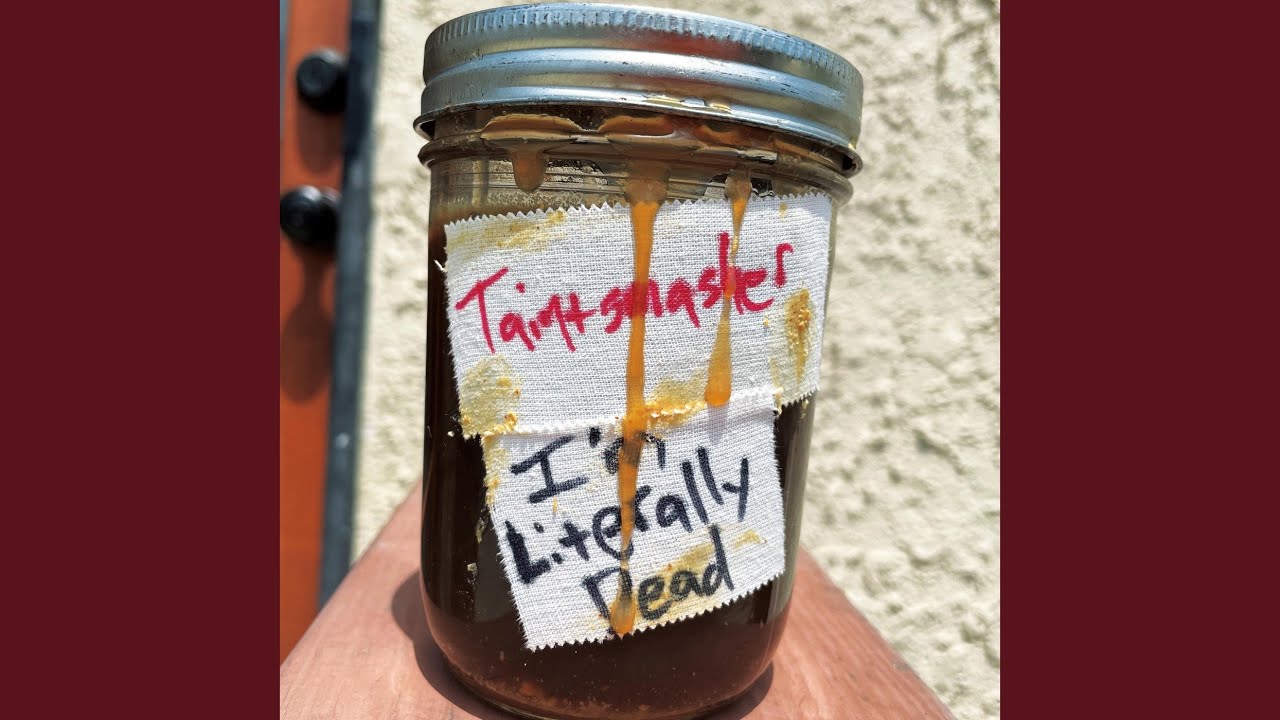 Taintsmasher
I'm
Literally
Dead